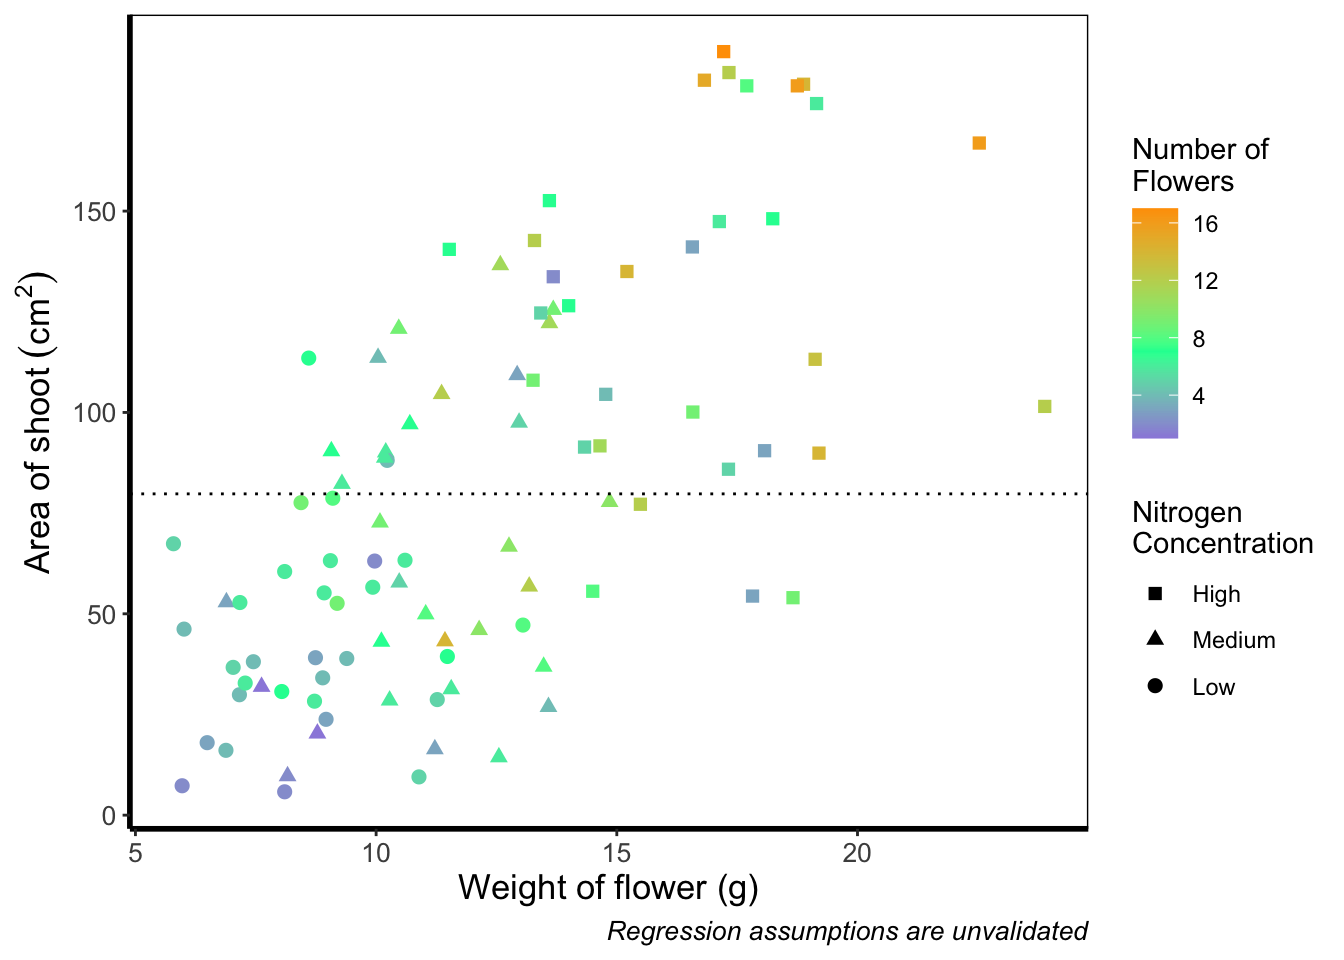 150
100
50
0
Area of shoot (cm²)
5 10 15 20
Weight of flower (g)
Regression assumptions are unvalidated
Number of
Flowers
16
12
8
4
Nitrogen
Concentration
High
Medium
Low